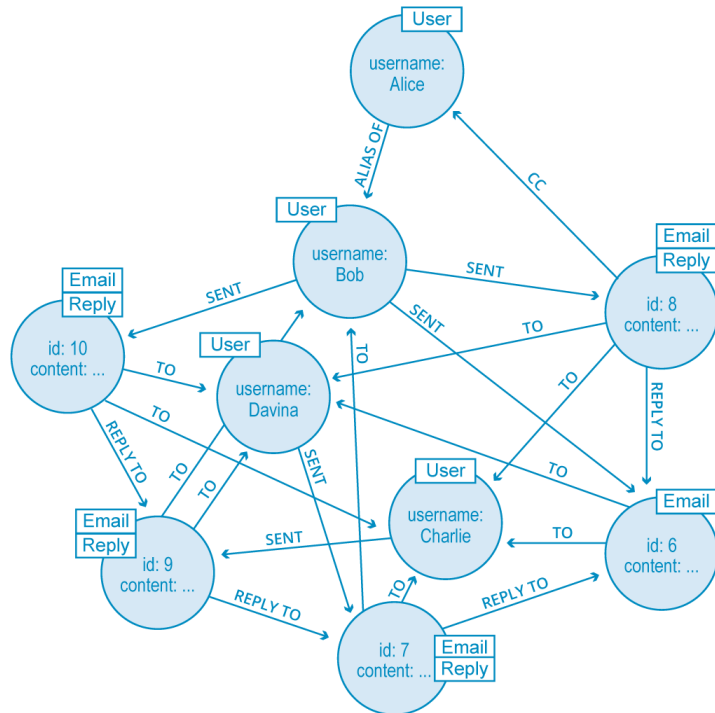 User
username:
Alice
ALIAS OF
CC
User
username:
Bob
SENT
SENT
SENT
Email
Reply
id: 8
content: ...
Email
Reply
id: 10
content: ...
TO
TO
REPLY TO
User
username:
Davina
TO
TO
TO
REPLY TO
TO
SENT
TO
TO
TO
User
username:
Charlie
SENT
Email
id: 6
content: ...
TO
Email
Reply
id: 9
content: ...
REPLY TO
TO
REPLY TO
id: 7
content: ...
Email
Reply